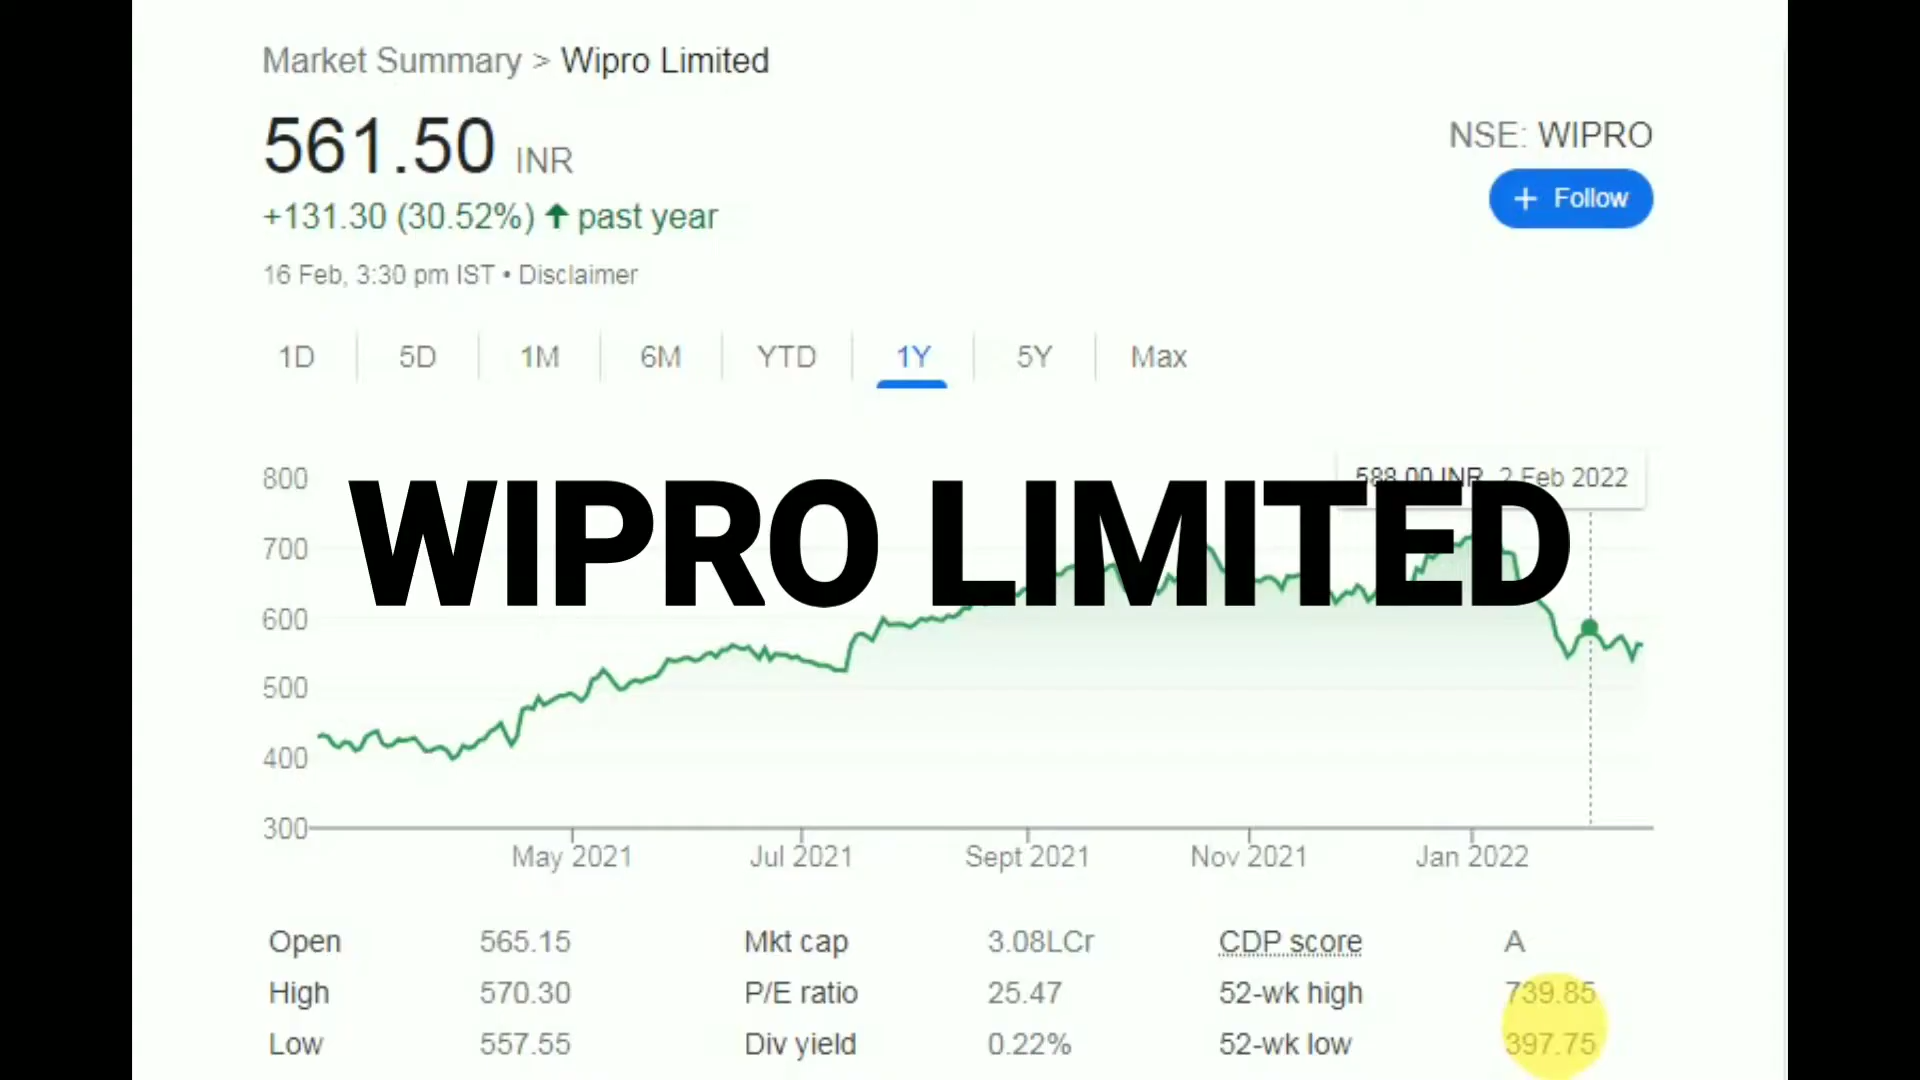 Market Summary > Wipro Limited
561.50 INR
NSE: WIPRO
+ Follow
+131.30 (30.52%) ↑ past year
16 Feb, 3:30 pm IST • Disclaimer
1D 5D 1M 6M YTD 1Y 5Y Max
588.00 INR 2 Feb 2022
WIPRO LIMITED
800
700
600
500
400
300
May 2021 Jul 2021 Sept 2021 Nov 2021 Jan 2022
Open 565.15 Mkt cap 3.08LCr CDP score A
High 570.30 P/E ratio 25.47 52-wk high 739.85
Low 557.55 Div yield 0.22% 52-wk low 397.75